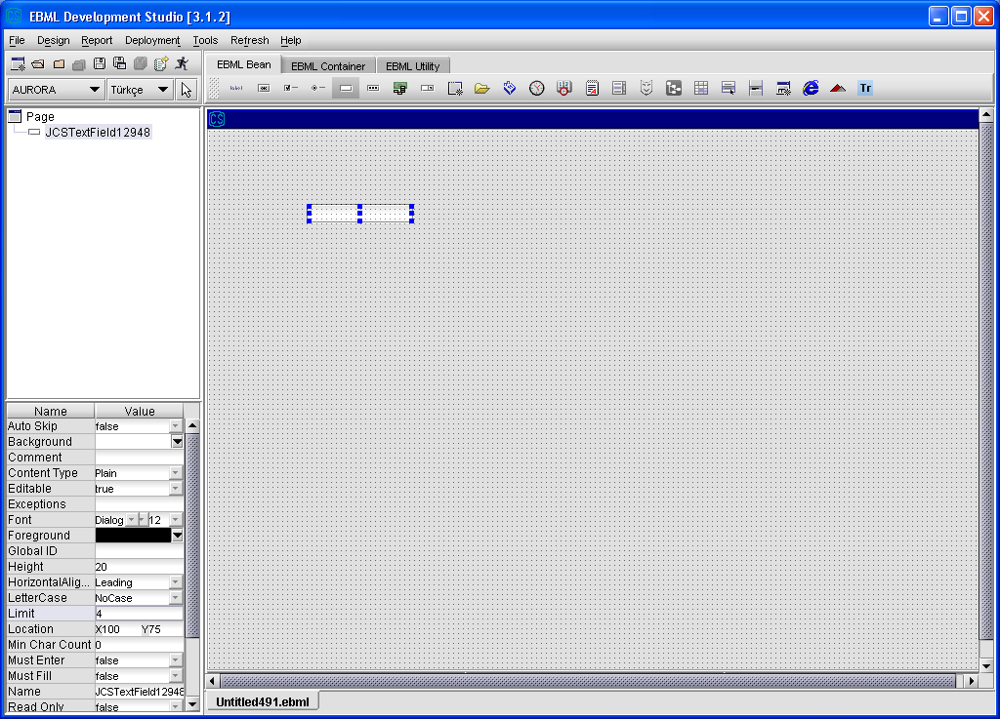 EBML Development Studio [3.1.2]
File Design Report Deployment Tools Refresh Help
EBML Bean EBML Container EBML Utility
AURORA Türkçe
label
Tr
Page
JCSTextField12948
CS
Name Value
Auto Skip false
Background
Comment
Content Type Plain
Editable true
Exceptions
Font Dialog 12
Foreground
Global ID
Height 20
HorizontalAlig... Leading
LetterCase NoCase
Limit 4
Location X100 Y75
Min Char Count 0
Must Enter false
Must Fill false
Name JCSTextField12948
Read Only false
Untitled491.ebml